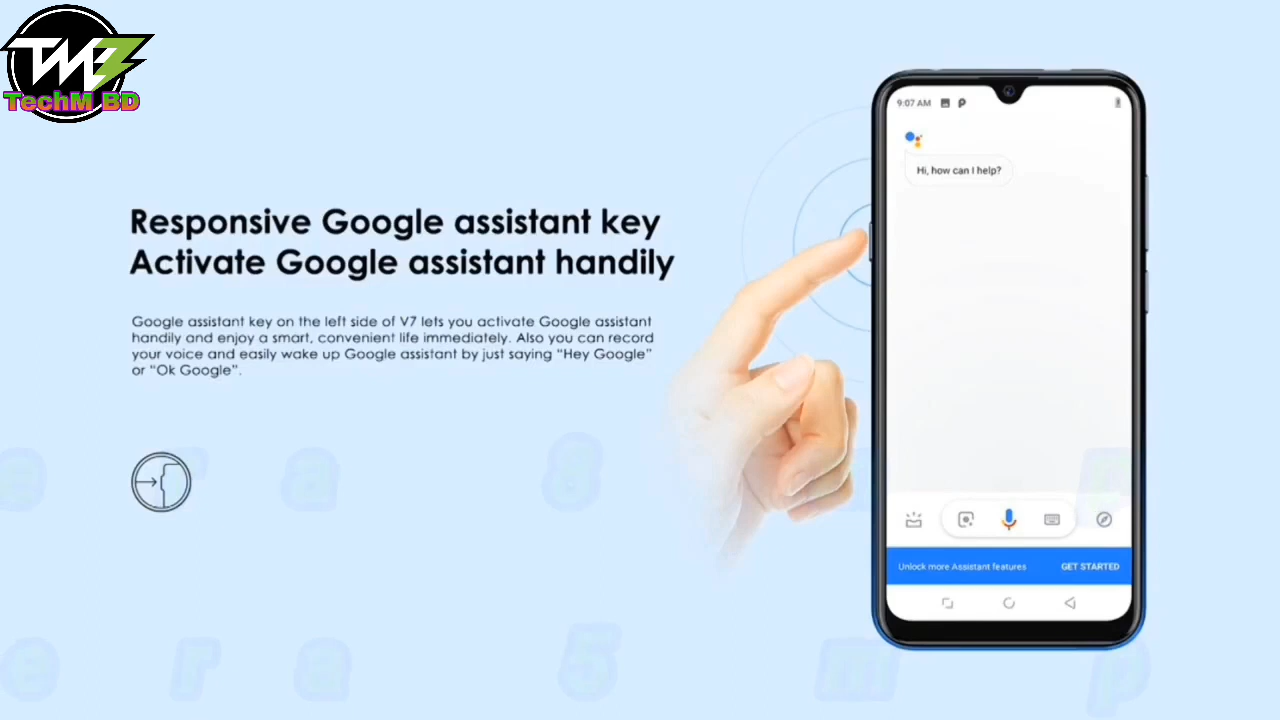 TMZ
TechM BD
Responsive Google assistant key
Activate Google assistant handily
Google assistant key on the left side of V7 lets you activate Google assistant
handily and enjoy a smart, convenient life immediately. Also you can record
your voice and easily wake up Google assistant by just saying “Hey Google”
or “Ok Google”.
9:07 AM
Hi, how can I help?
Unlock more Assistant features
GET STARTED
e r a 8 p
e r a 5 m p